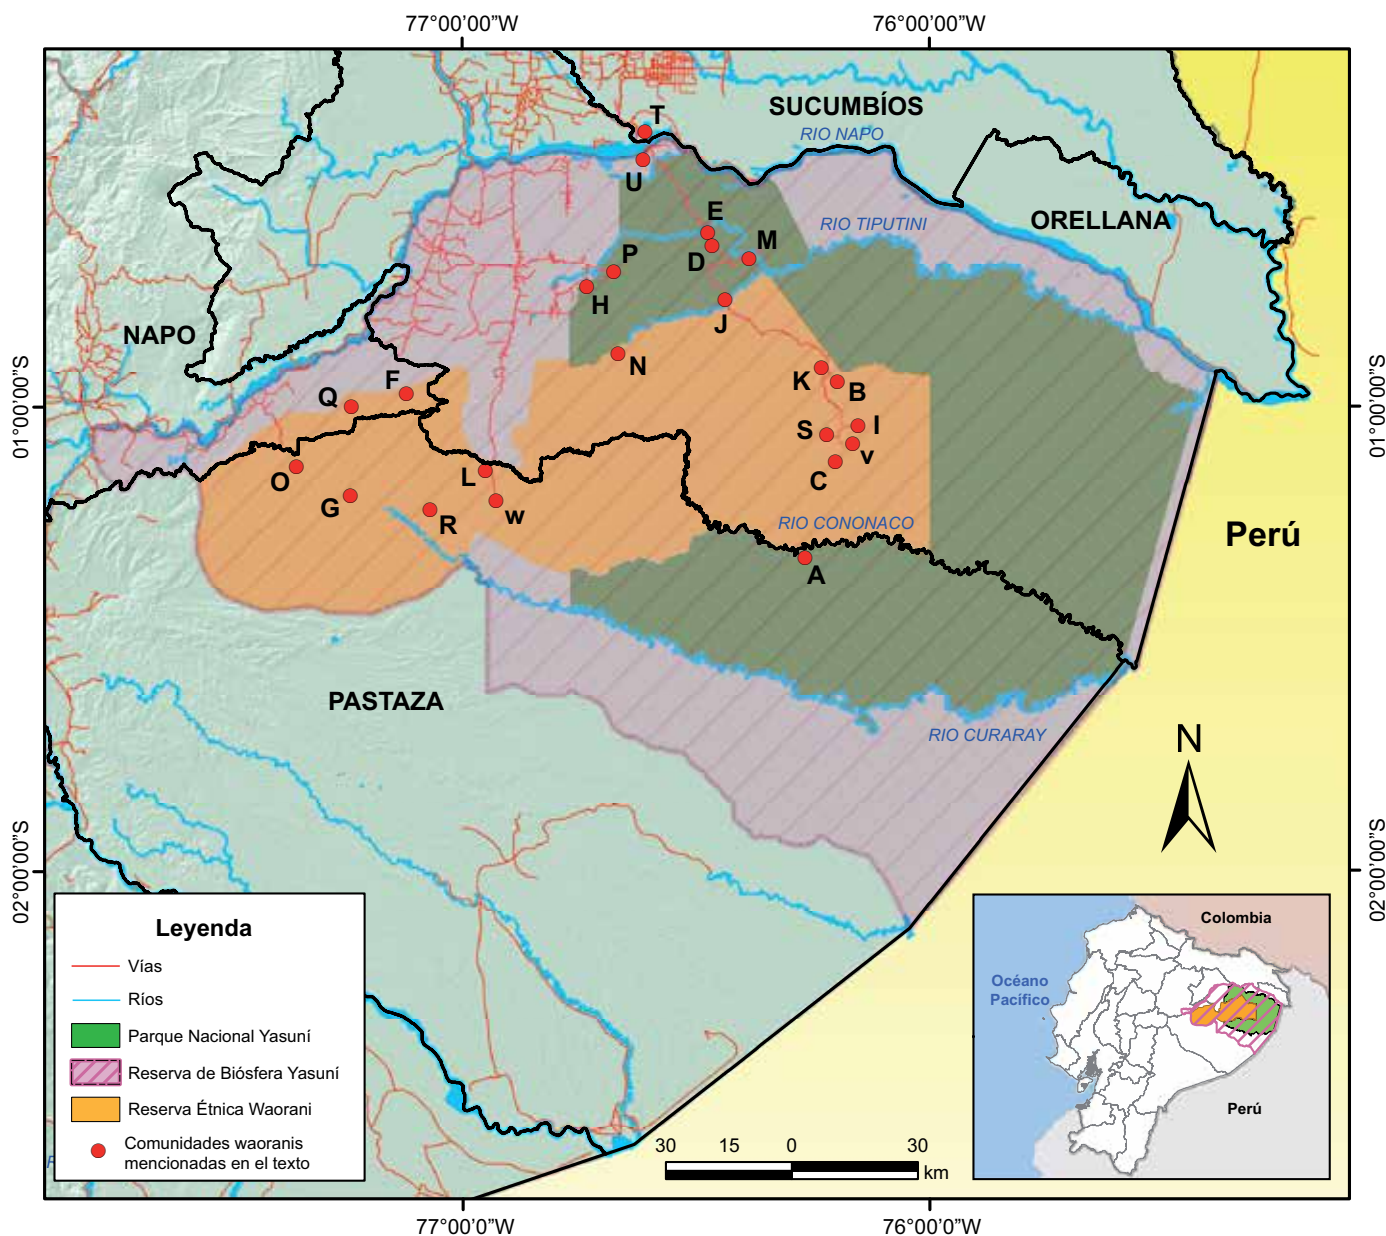 77°00'00"W
76°00'00"W
T
SUCUMBÍOS
RIO NAPO
U
ORELLANA
E
RIO TIPUTINI
M
D
P
H
J
NAPO
N
K
B
F
Q
01°00'00"S
01°00'00"S
S
I
v
L
C
O
G
w
R
RIO CONONACO
Perú
A
PASTAZA
RIO CURARAY
N
02°00'00"S
02°00'00"S
Leyenda
Vías
Ríos
Parque Nacional Yasuní
Reserva de Biósfera Yasuní
Reserva Étnica Waorani
Comunidades waoranis
mencionadas en el texto
30
15
0
30
km
Colombia
Océano
Pacífico
Perú
77°00'0"W
76°00'0"W